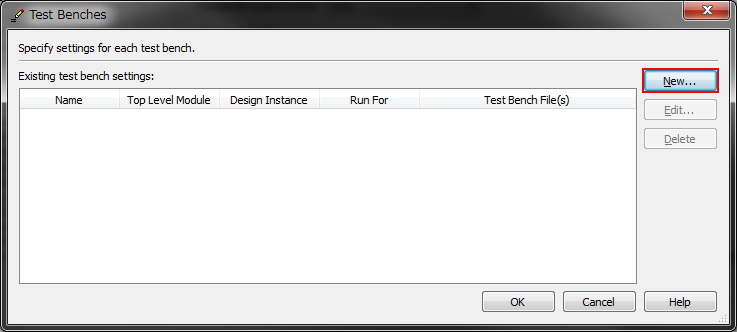 Test Benches
Specify settings for each test bench.
Existing test bench settings:
Name Top Level Module Design Instance Run For Test Bench File(s)
New...
Edit...
Delete
OK Cancel Help